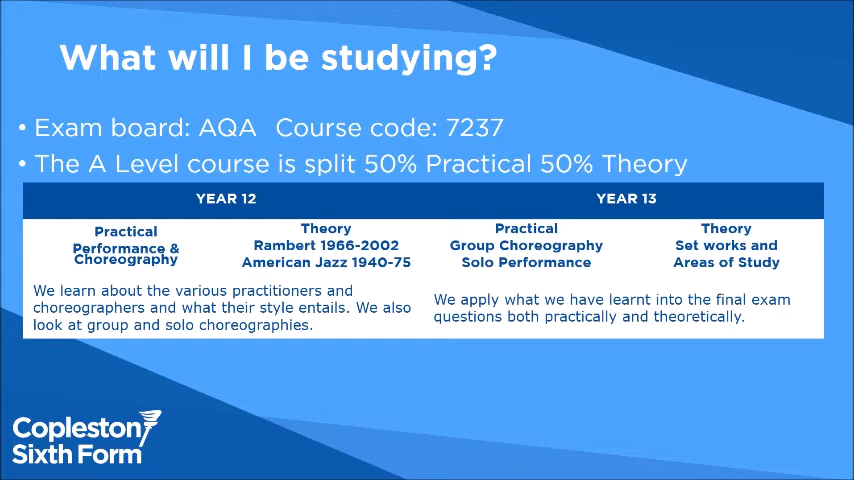 What will I be studying?
• Exam board: AQA Course code: 7237
• The A Level course is split 50% Practical 50% Theory
YEAR 12
YEAR 13
Practical
Performance &
Choreography
Theory
Rambert 1966-2002
American Jazz 1940-75
Practical
Group Choreography
Solo Performance
Theory
Set works and
Areas of Study
We learn about the various practitioners and
choreographers and what their style entails. We also
look at group and solo choreographies.
We apply what we have learnt into the final exam
questions both practically and theoretically.
Copleston
Sixth Form